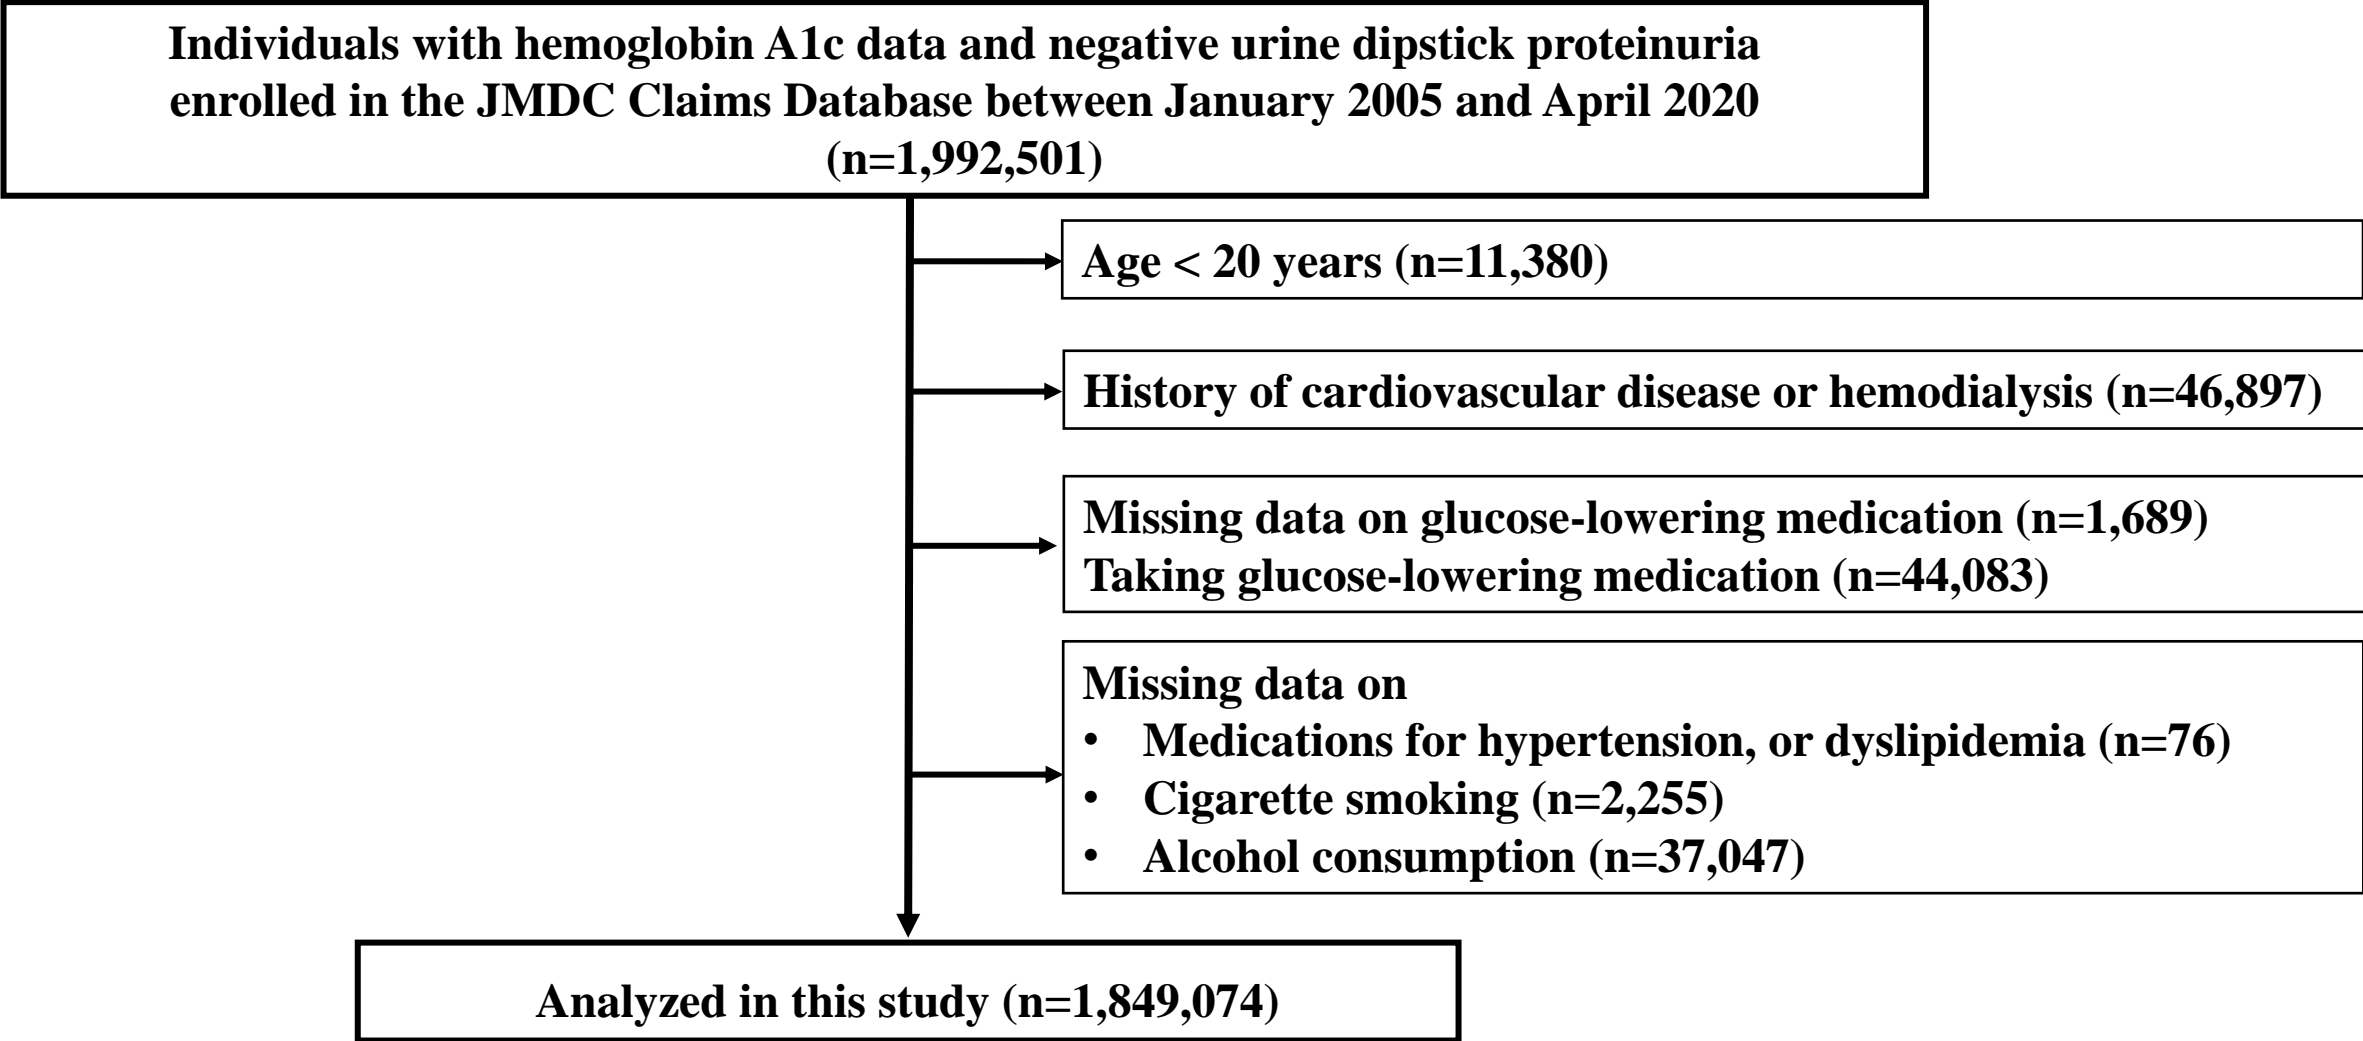 Individuals with hemoglobin A1c data and negative urine dipstick proteinuria
enrolled in the JMDC Claims Database between January 2005 and April 2020
(n=1,992,501)
Age < 20 years (n=11,380)
History of cardiovascular disease or hemodialysis (n=46,897)
Missing data on glucose-lowering medication (n=1,689)
Taking glucose-lowering medication (n=44,083)
Missing data on
• Medications for hypertension, or dyslipidemia (n=76)
• Cigarette smoking (n=2,255)
• Alcohol consumption (n=37,047)
Analyzed in this study (n=1,849,074)